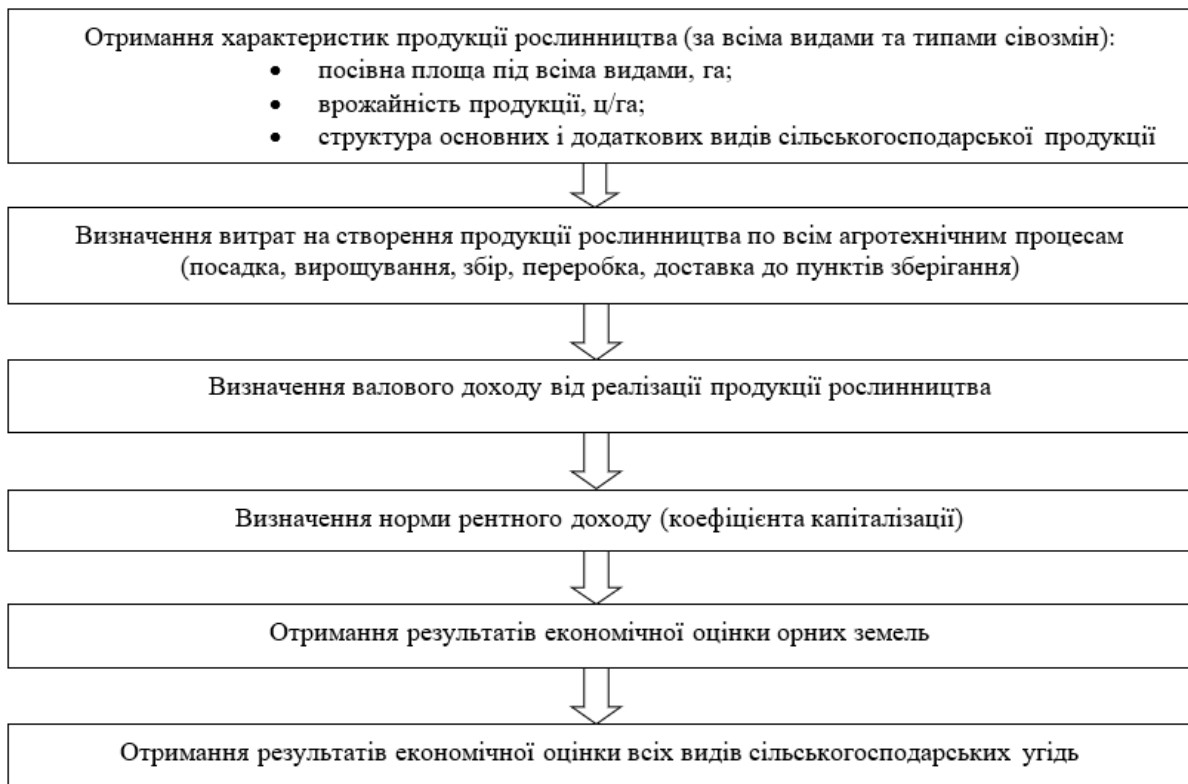 Отримання характеристик продукції рослинництва (за всіма видами та типами сівозмін):
• посівна площа під всіма видами, га;
• врожайність продукції, ц/га;
• структура основних і додаткових видів сільськогосподарської продукції
Визначення витрат на створення продукції рослинництва по всім агротехнічним процесам
(посадка, вирощування, збір, переробка, доставка до пунктів зберігання)
Визначення валового доходу від реалізації продукції рослинництва
Визначення норми рентного доходу (коефіцієнта капіталізації)
Отримання результатів економічної оцінки орних земель
Отримання результатів економічної оцінки всіх видів сільськогосподарських угідь